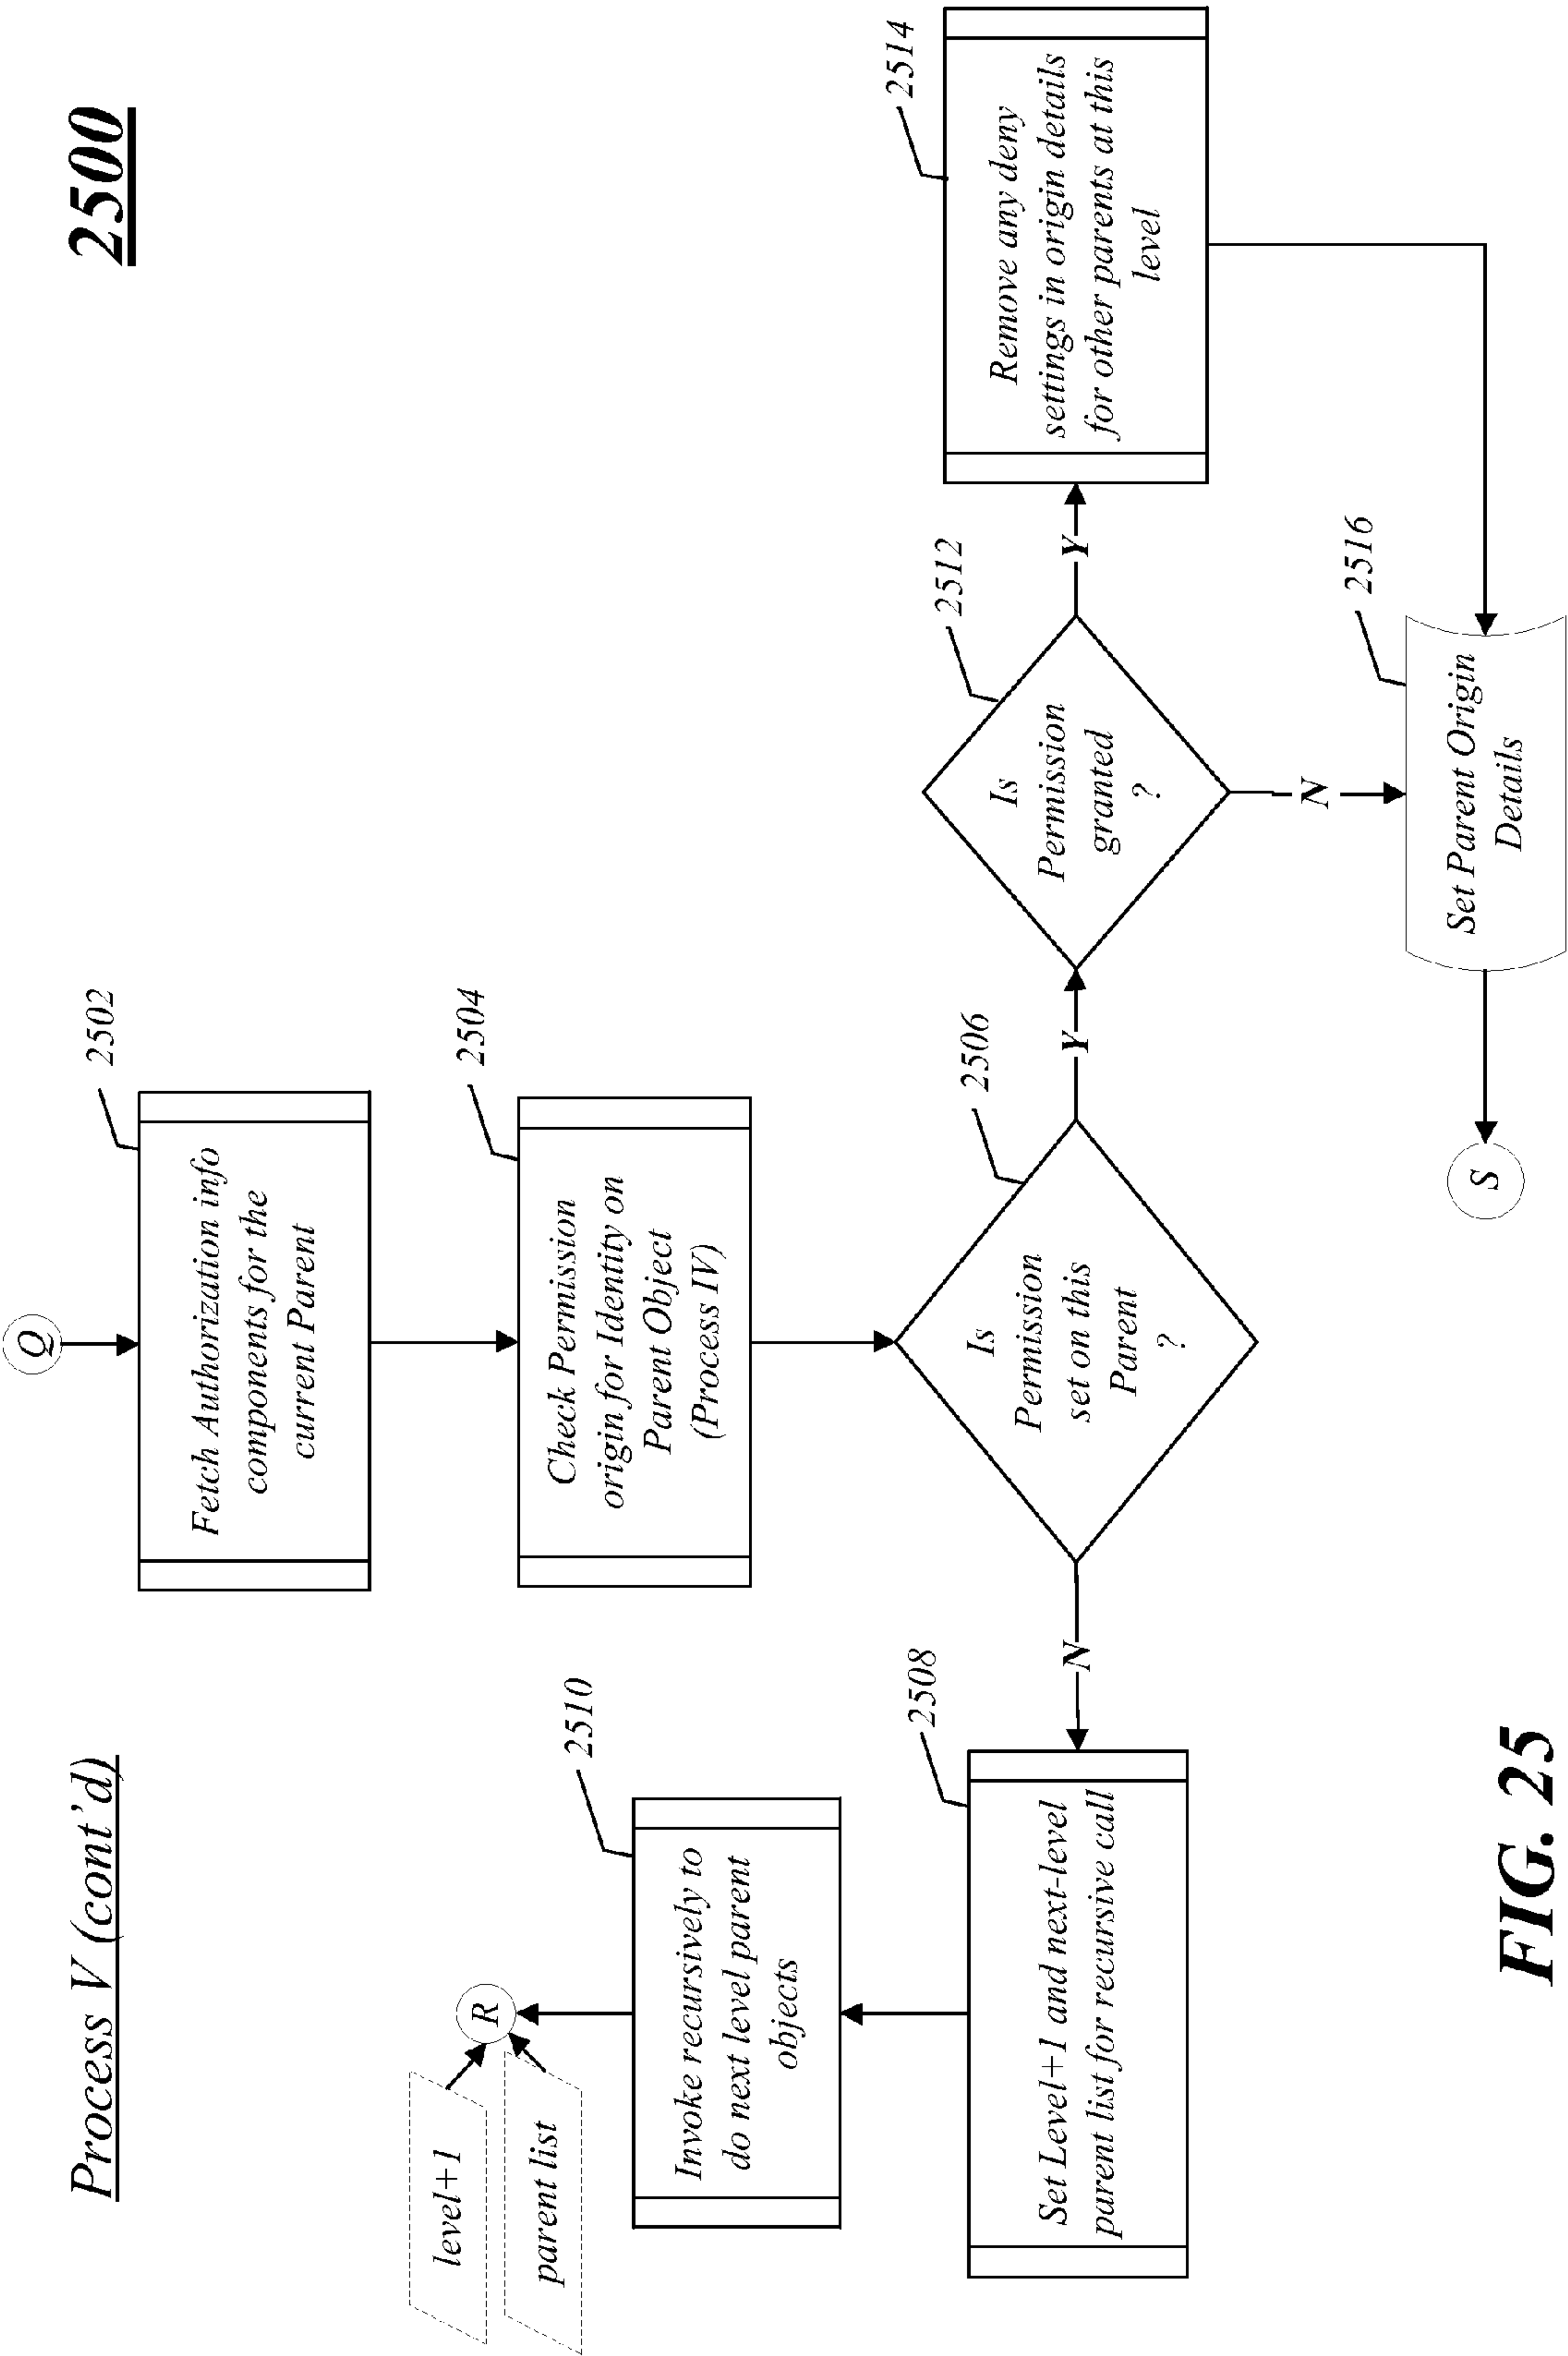 Process V (cont'd)
2500
Q
2502
Fetch Authorization info
components for the
current Parent
2504
Check Permission
origin for Identity on
Parent Object
(Process IV)
2506
Is
Permission
set on this
Parent
?
N
Y
2508
Set Level+1 and next-level
parent list for recursive call
2510
Invoke recursively to
do next level parent
objects
R
level+1
parent list
2512
Is
Permission
granted
?
Y
N
2514
Remove any deny
settings in origin details
for other parents at this
level
2516
Set Parent Origin
Details
S
FIG. 25